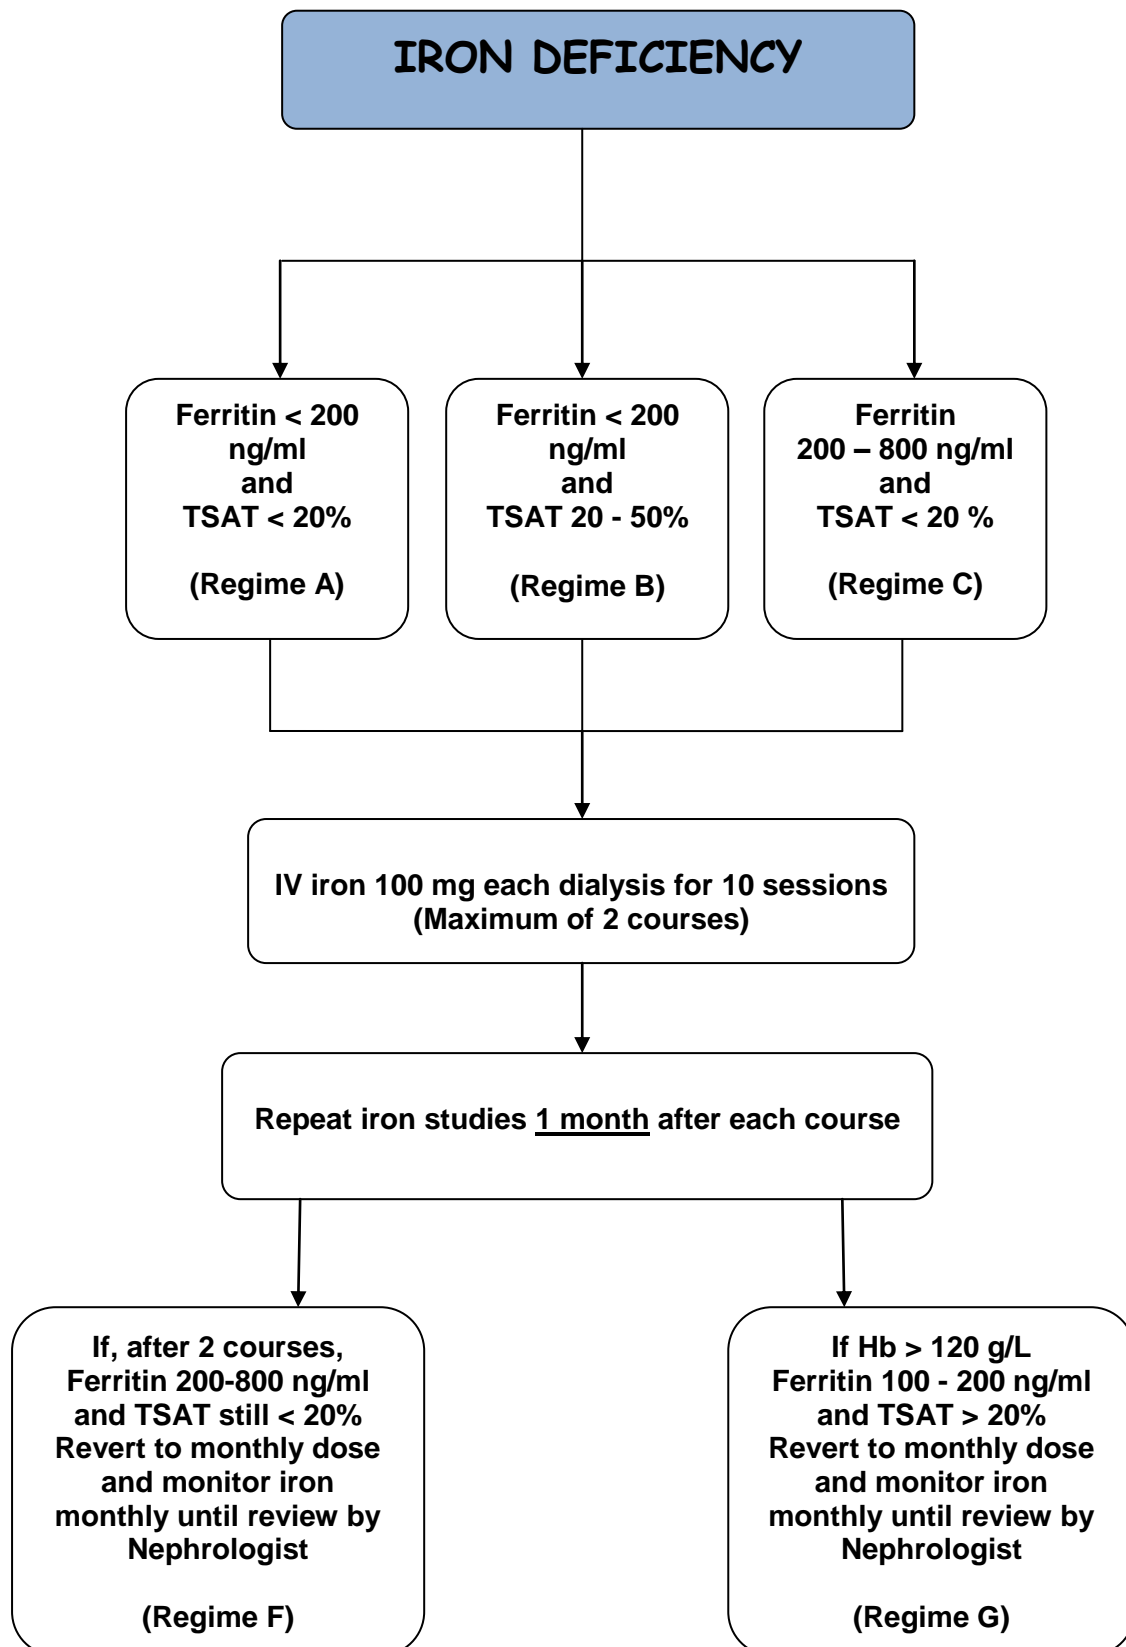 IRON DEFICIENCY
Ferritin < 200
ng/ml
and
TSAT < 20%
(Regime A)
Ferritin < 200
ng/ml
and
TSAT 20 - 50%
(Regime B)
Ferritin
200 – 800 ng/ml
and
TSAT < 20 %
(Regime C)
IV iron 100 mg each dialysis for 10 sessions
(Maximum of 2 courses)
Repeat iron studies 1 month after each course
If, after 2 courses,
Ferritin 200-800 ng/ml
and TSAT still < 20%
Revert to monthly dose
and monitor iron
monthly until review by
Nephrologist
(Regime F)
If Hb > 120 g/L
Ferritin 100 - 200 ng/ml
and TSAT > 20%
Revert to monthly dose
and monitor iron
monthly until review by
Nephrologist
(Regime G)